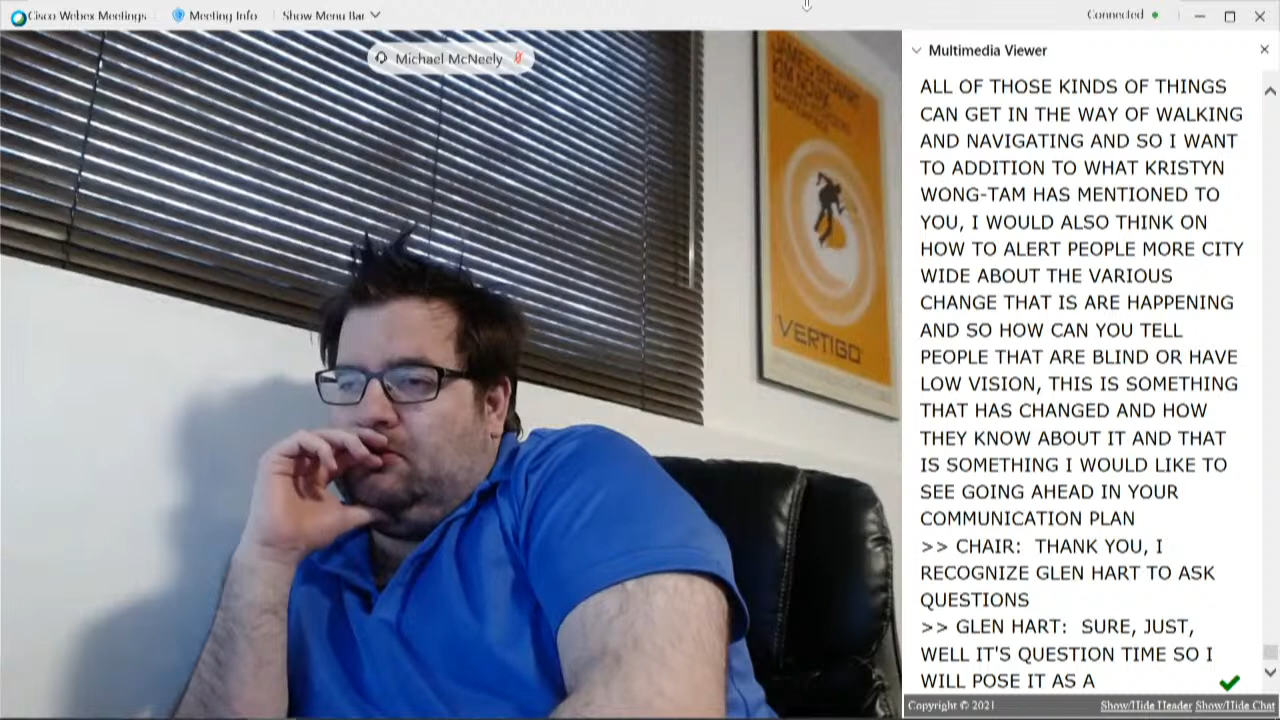 Cisco Webex Meetings
Meeting Info
Show Menu Bar
Connected
Michael McNeely
Multimedia Viewer
JAMES STEWART
KIM NOVAK
'VERTIGO'
ALL OF THOSE KINDS OF THINGS
CAN GET IN THE WAY OF WALKING
AND NAVIGATING AND SO I WANT
TO ADDITION TO WHAT KRISTYN
WONG-TAM HAS MENTIONED TO
YOU, I WOULD ALSO THINK ON
HOW TO ALERT PEOPLE MORE CITY
WIDE ABOUT THE VARIOUS
CHANGE THAT IS ARE HAPPENING
AND SO HOW CAN YOU TELL
PEOPLE THAT ARE BLIND OR HAVE
LOW VISION, THIS IS SOMETHING
THAT HAS CHANGED AND HOW
THEY KNOW ABOUT IT AND THAT
IS SOMETHING I WOULD LIKE TO
SEE GOING AHEAD IN YOUR
COMMUNICATION PLAN
>> CHAIR: THANK YOU, I
RECOGNIZE GLEN HART TO ASK
QUESTIONS
>> GLEN HART: SURE, JUST,
WELL IT'S QUESTION TIME SO I
WILL POSE IT AS A
Copyright © 2021
Show/Hide Header Show/Hide Chat